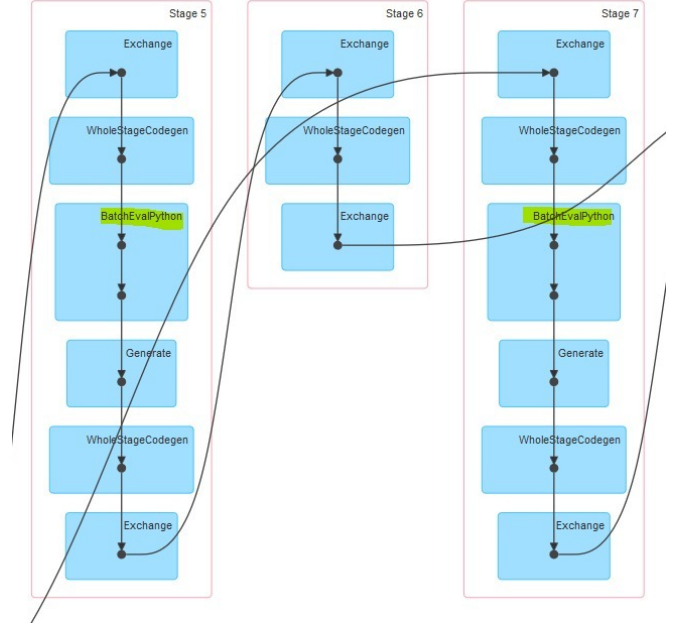 Stage 5
Exchange
WholeStageCodegen
BatchEvalPython
Generate
WholeStageCodegen
Exchange
Stage 6
Exchange
WholeStageCodegen
Exchange
Stage 7
Exchange
WholeStageCodegen
BatchEvalPython
Generate
WholeStageCodegen
Exchange